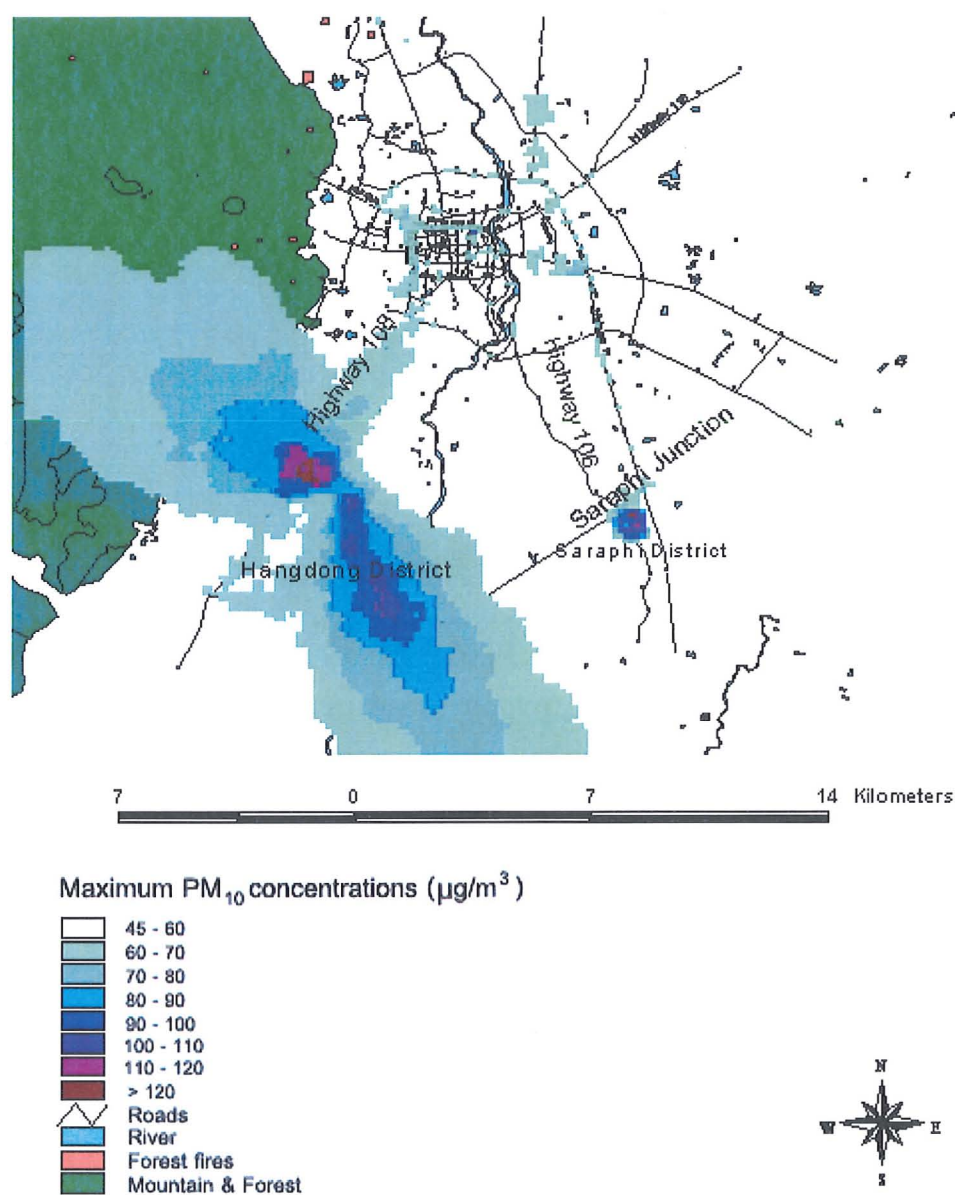 Highway 108
Highway 106
Saraphi Junction
Saraphi District
Hangdong District
7 0 7 14 Kilometers
Maximum PM10 concentrations (µg/m³)
45 - 60
60 - 70
70 - 80
80 - 90
90 - 100
100 - 110
110 - 120
> 120
Roads
River
Forest fires
Mountain & Forest
N
W E
S